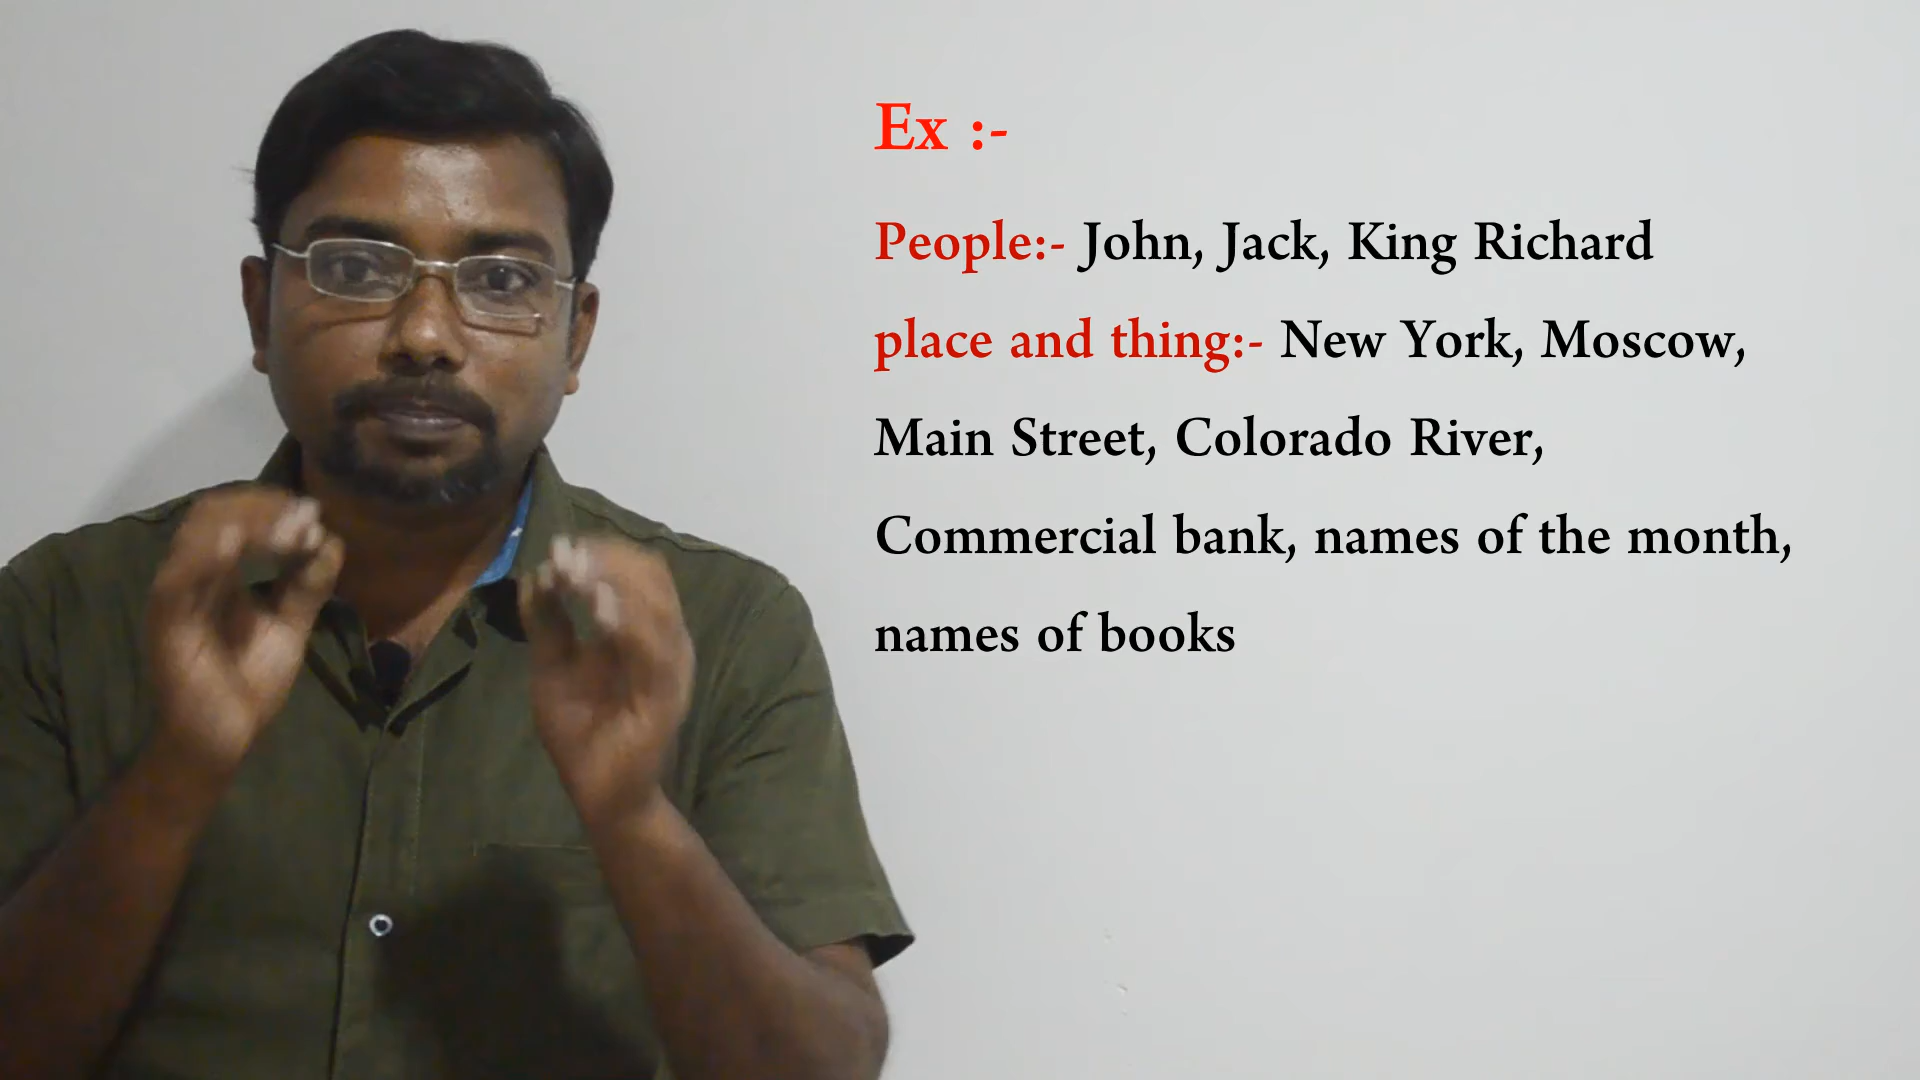 Ex :-
People:- John, Jack, King Richard
place and thing:- New York, Moscow,
Main Street, Colorado River,
Commercial bank, names of the month,
names of books